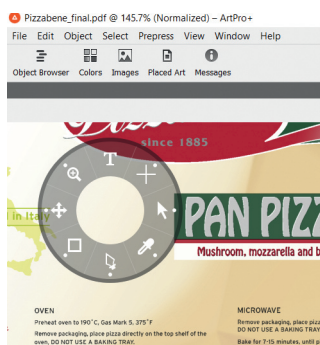 Pizzabene_final.pdf @ 145.7% (Normalized) - ArtPro+
File Edit Object Select Prepress View Window Help
Object Browser Colors Images Placed Art Messages
since 1885
T
d in Italy
PAN PIZZ
Mushroom, mozzarella and b
OVEN
Preheat oven to 190°C, Gas Mark 5, 375°F
Remove packaging, place pizza directly on the top shelf of the
oven, DO NOT USE A BAKING TRAY.
MICROWAVE
Remove packaging, place pizz
DO NOT USE A BAKING TRAY
Bake for 7-15 minutes, until p